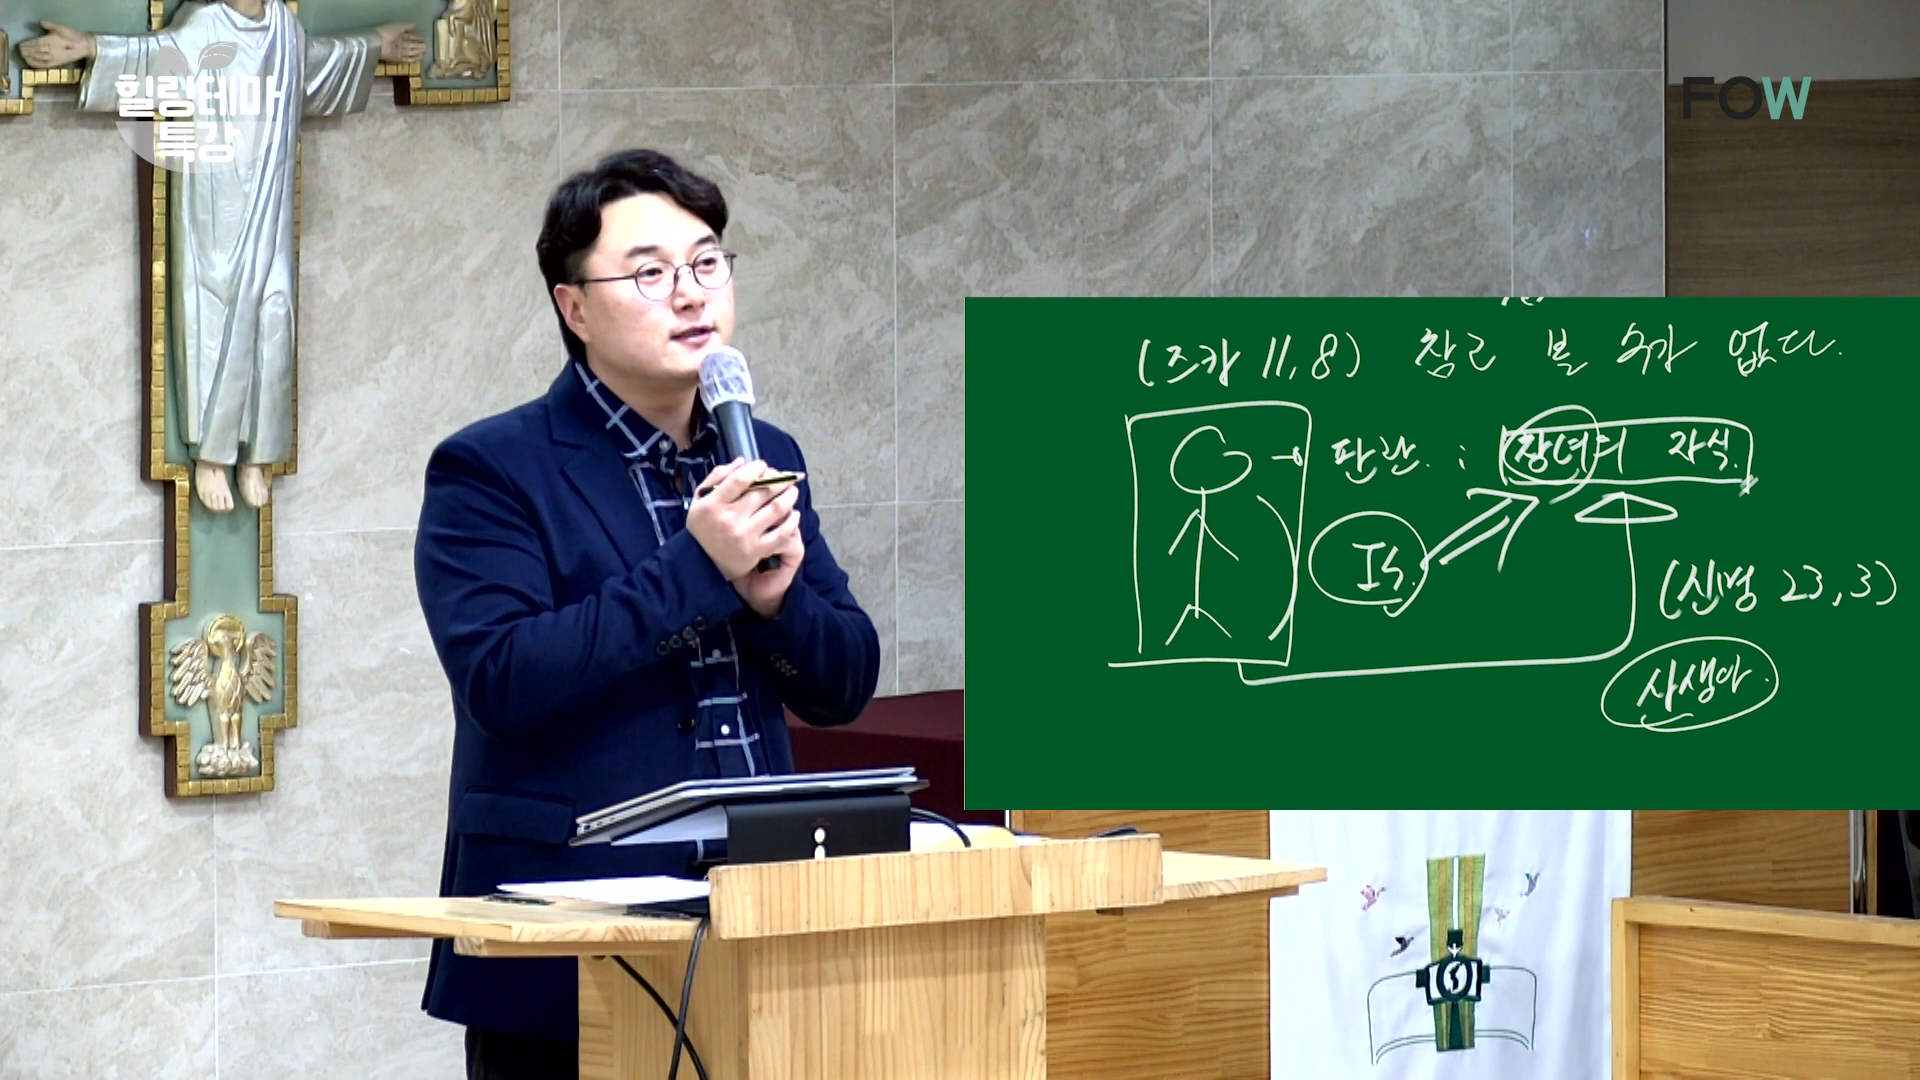 힐링테마
특강
FOW
(즈카 11,8) 참고 볼 수가 없다.
판관 : 창녀의 자식.
Is.
(신명 23,3)
사생아.